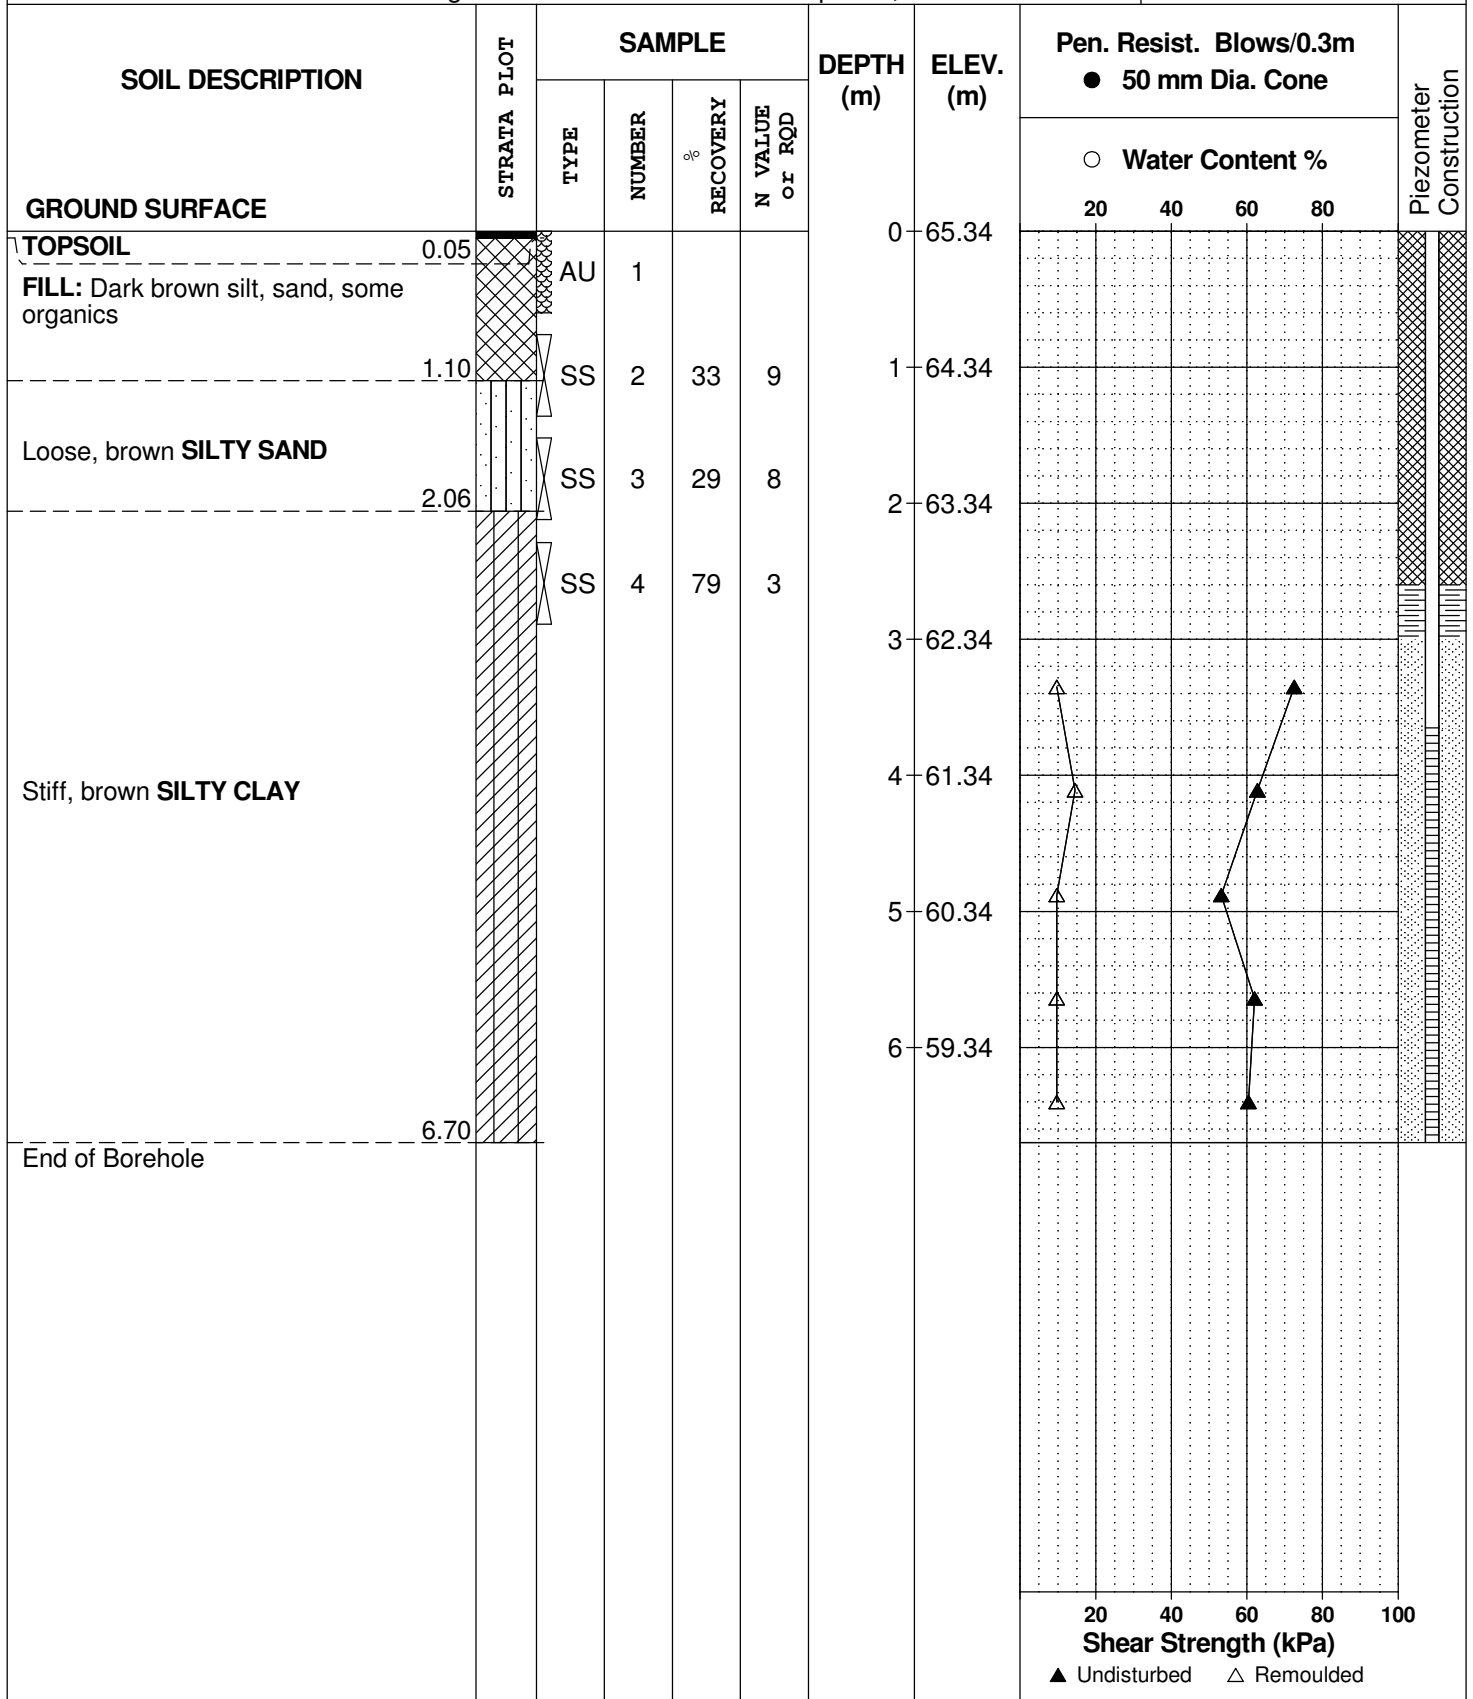 SOIL DESCRIPTION
GROUND SURFACE
STRATA PLOT
SAMPLE
TYPE
NUMBER
% RECOVERY
N VALUE or RQD
DEPTH
(m)
ELEV.
(m)
Pen. Resist. Blows/0.3m
● 50 mm Dia. Cone
○ Water Content %
20 40 60 80
Piezometer
Construction
TOPSOIL 0.05
FILL: Dark brown silt, sand, some
organics
1.10
Loose, brown SILTY SAND
2.06
Stiff, brown SILTY CLAY
6.70
End of Borehole
AU 1
SS 2 33 9
SS 3 29 8
SS 4 79 3
0 65.34
1 64.34
2 63.34
3 62.34
4 61.34
5 60.34
6 59.34
20 40 60 80 100
Shear Strength (kPa)
▲ Undisturbed △ Remoulded